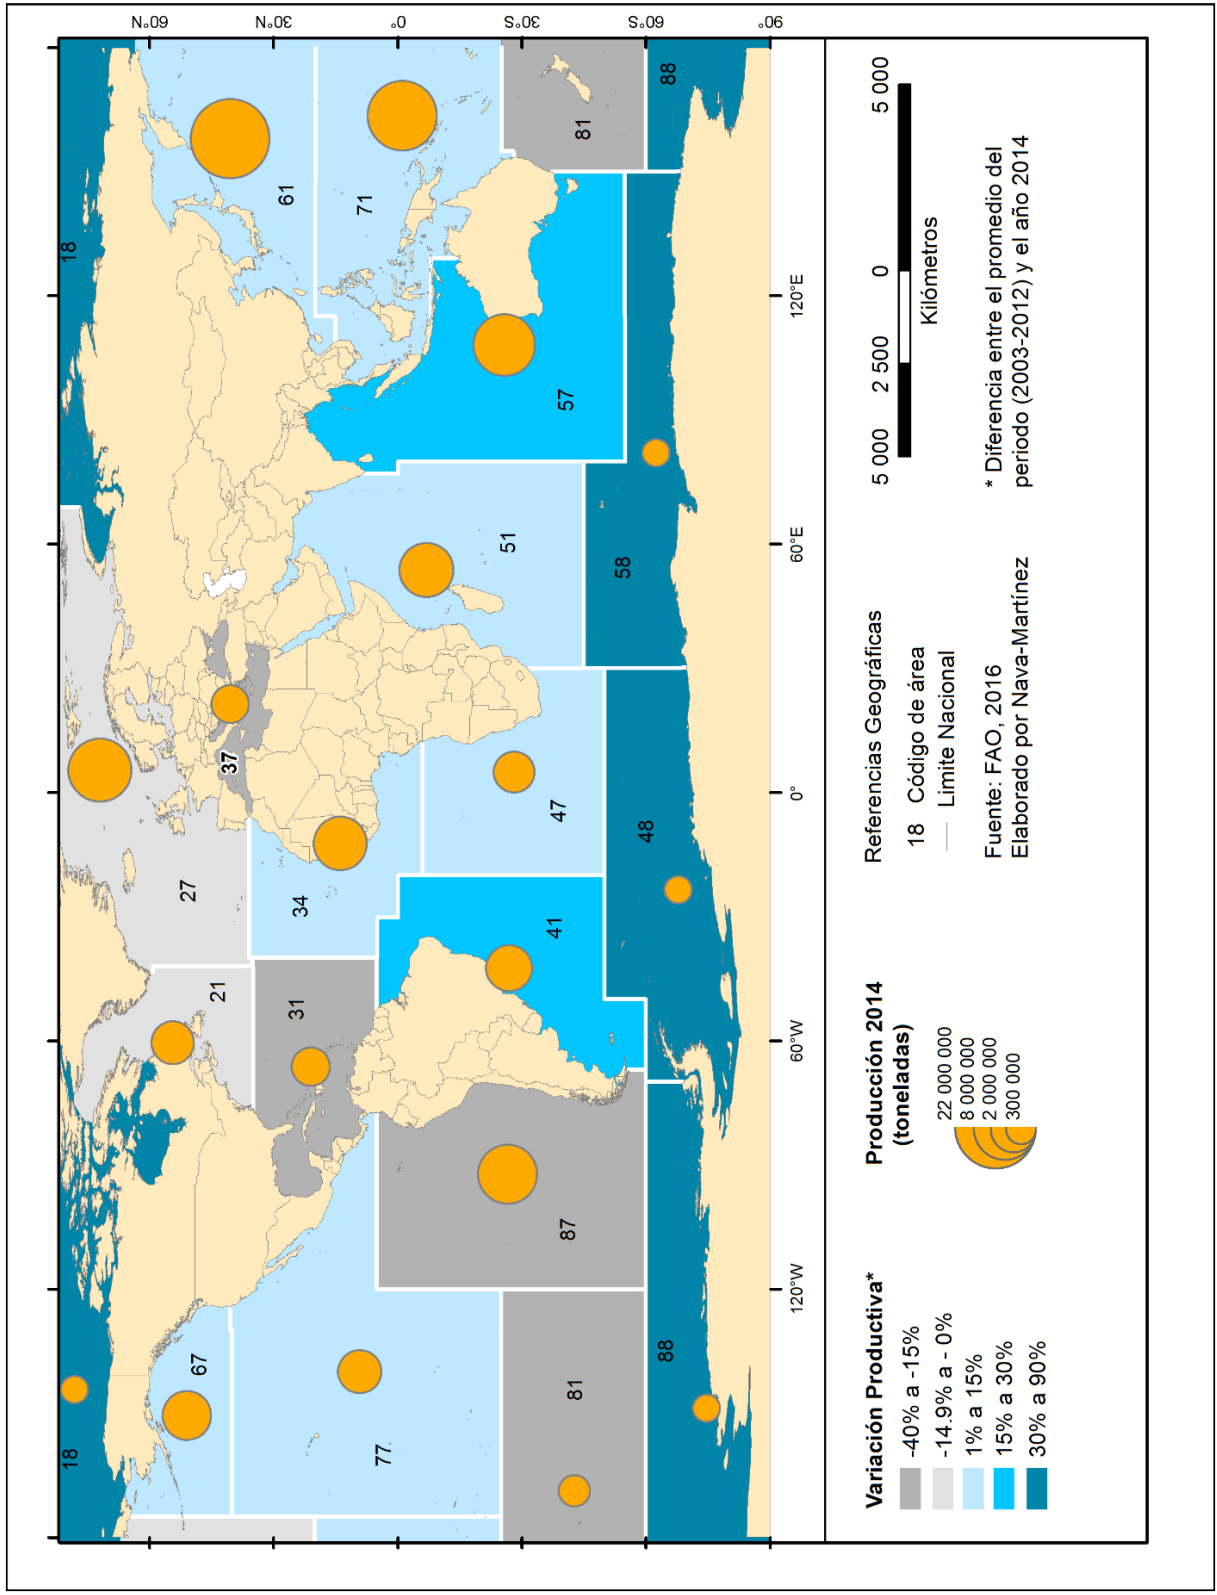 18
18
60°N
67
21
27
37
61
30°N
31
34
71
77
0°
51
87
81
41
47
57
81
30°S
88
48
58
88
60°S
90°
120°W
60°W
0°
60°E
120°E
Variación Productiva*
-40% a -15%
-14.9% a - 0%
1% a 15%
15% a 30%
30% a 90%
Producción 2014
(toneladas)
22 000 000
8 000 000
2 000 000
300 000
Referencias Geográficas
18 Código de área
Limite Nacional
Fuente: FAO, 2016
Elaborado por Nava-Martínez
5 000 2 500 0 5 000
Kilómetros
* Diferencia entre el promedio del
periodo (2003-2012) y el año 2014